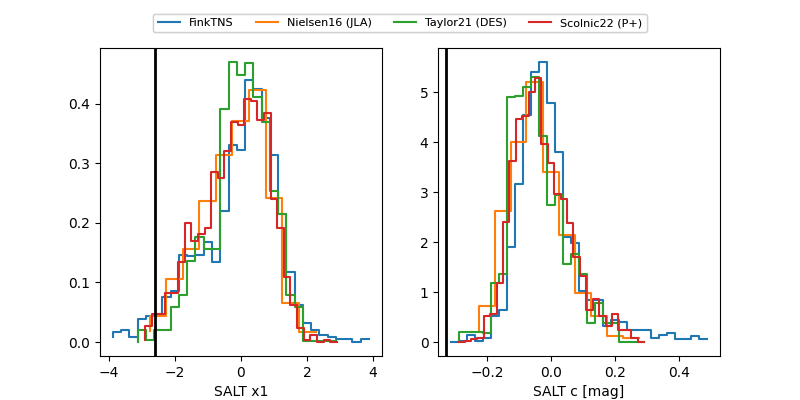 FinkTNS Nielsen16 (JLA) Taylor21 (DES) Scolnic22 (P+)
0.4
0.3
0.2
0.1
0.0
−4 −2 0 2 4
SALT x1
5
4
3
2
1
0
−0.2 0.0 0.2 0.4
SALT c [mag]